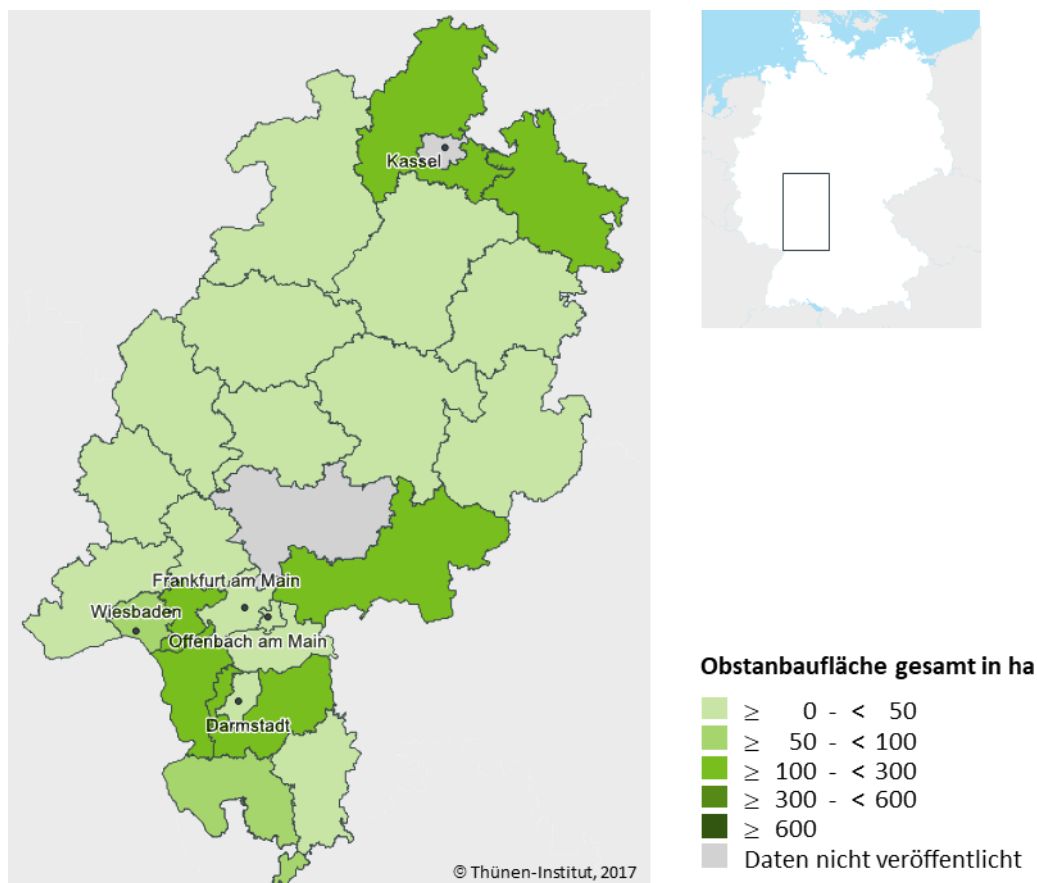 Kassel
Frankfurt am Main
Wiesbaden
Offenbach am Main
Darmstadt
© Thünen-Institut, 2017
Obstanbaufläche gesamt in ha
≥ 0 - < 50
≥ 50 - < 100
≥ 100 - < 300
≥ 300 - < 600
≥ 600
Daten nicht veröffentlicht